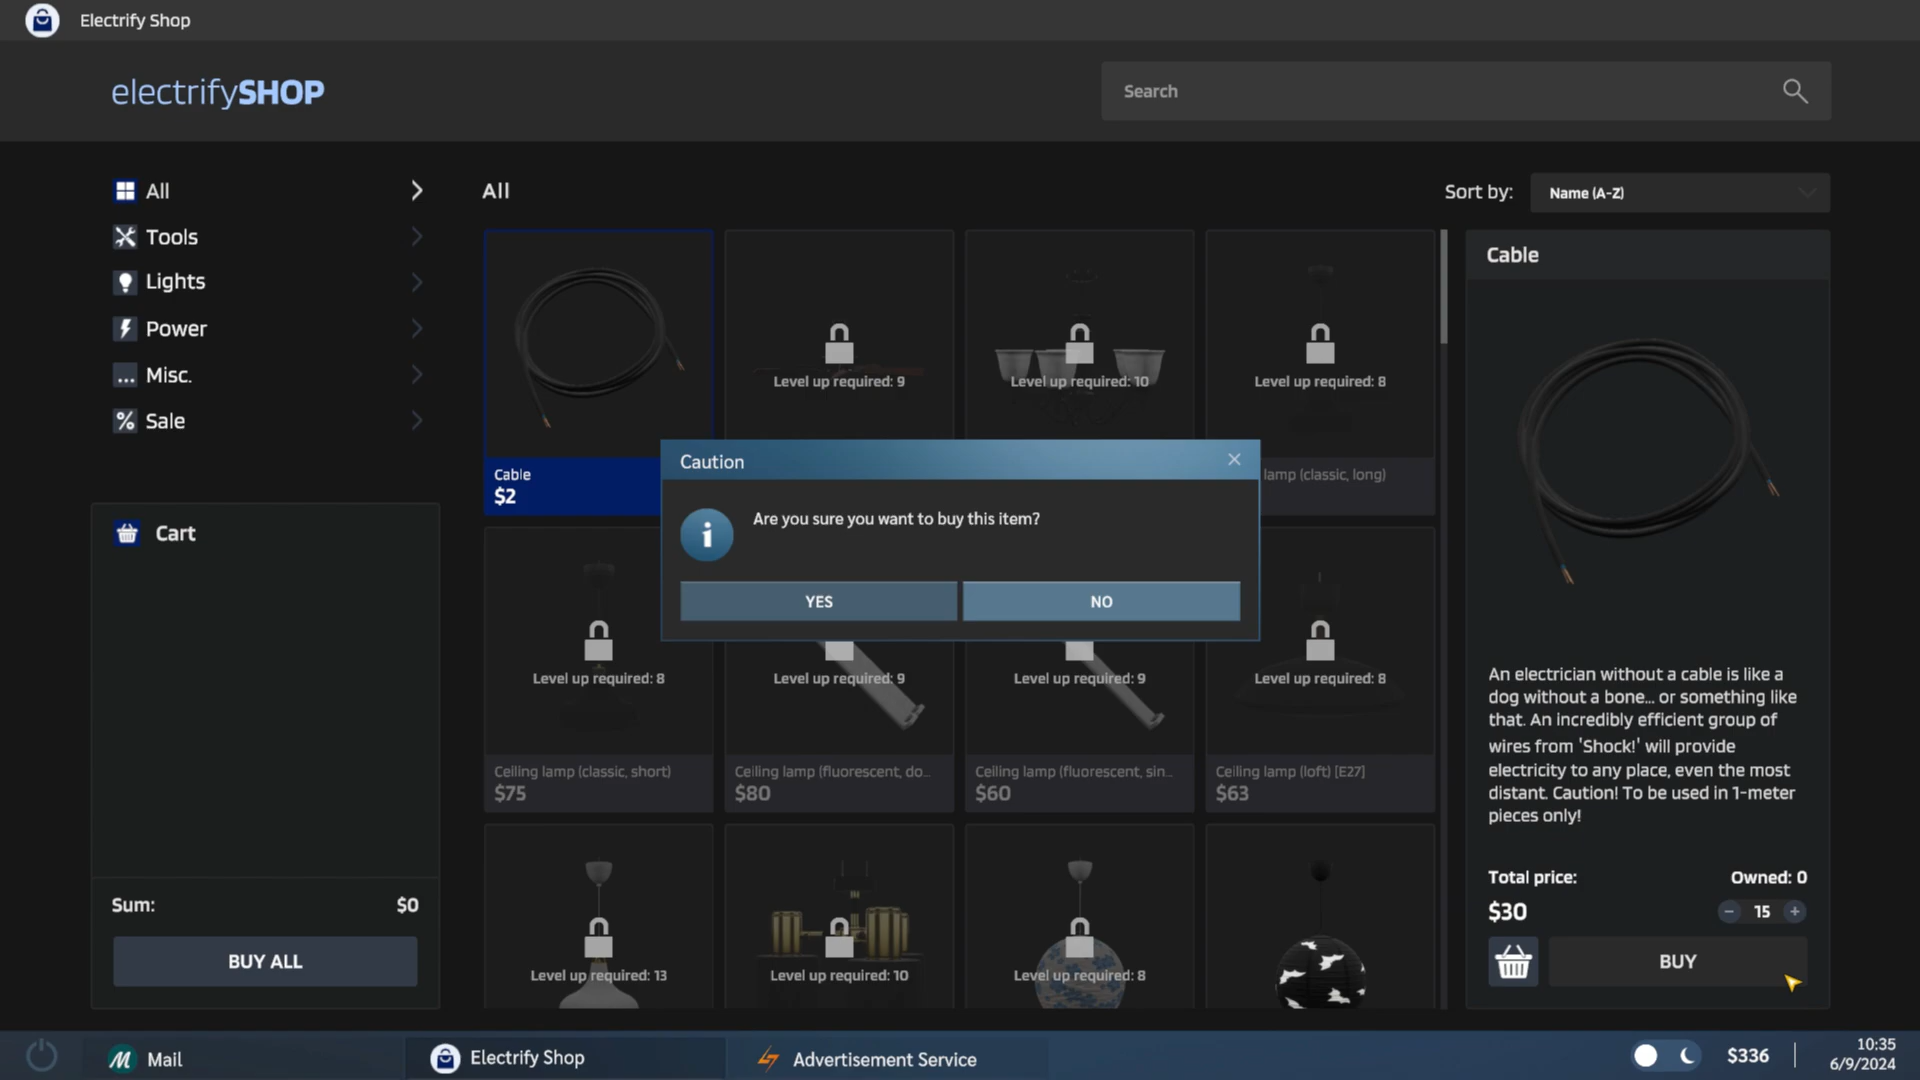 Electrify Shop
electrifySHOP
Search
All
Tools
Lights
Power
Misc.
Sale
All
Sort by:
Name (A-Z)
Level up required: 9
Level up required: 10
Level up required: 8
Cable
$2
lamp (classic, long)
Caution
Are you sure you want to buy this item?
YES
NO
Level up required: 8
Level up required: 9
Level up required: 9
Level up required: 8
Ceiling lamp (classic, short)
$75
Ceiling lamp (fluorescent, do...
$80
Ceiling lamp (fluorescent, sin...
$60
Ceiling lamp (loft) [E27]
$63
Level up required: 13
Level up required: 10
Level up required: 8
Cart
Sum:
$0
BUY ALL
Cable
An electrician without a cable is like a
dog without a bone... or something like
that. An incredibly efficient group of
wires from 'Shock!' will provide
electricity to any place, even the most
distant. Caution! To be used in 1-meter
pieces only!
Total price:
Owned: 0
$30
15
BUY
Mail
Electrify Shop
Advertisement Service
$336
10:35
6/9/2024